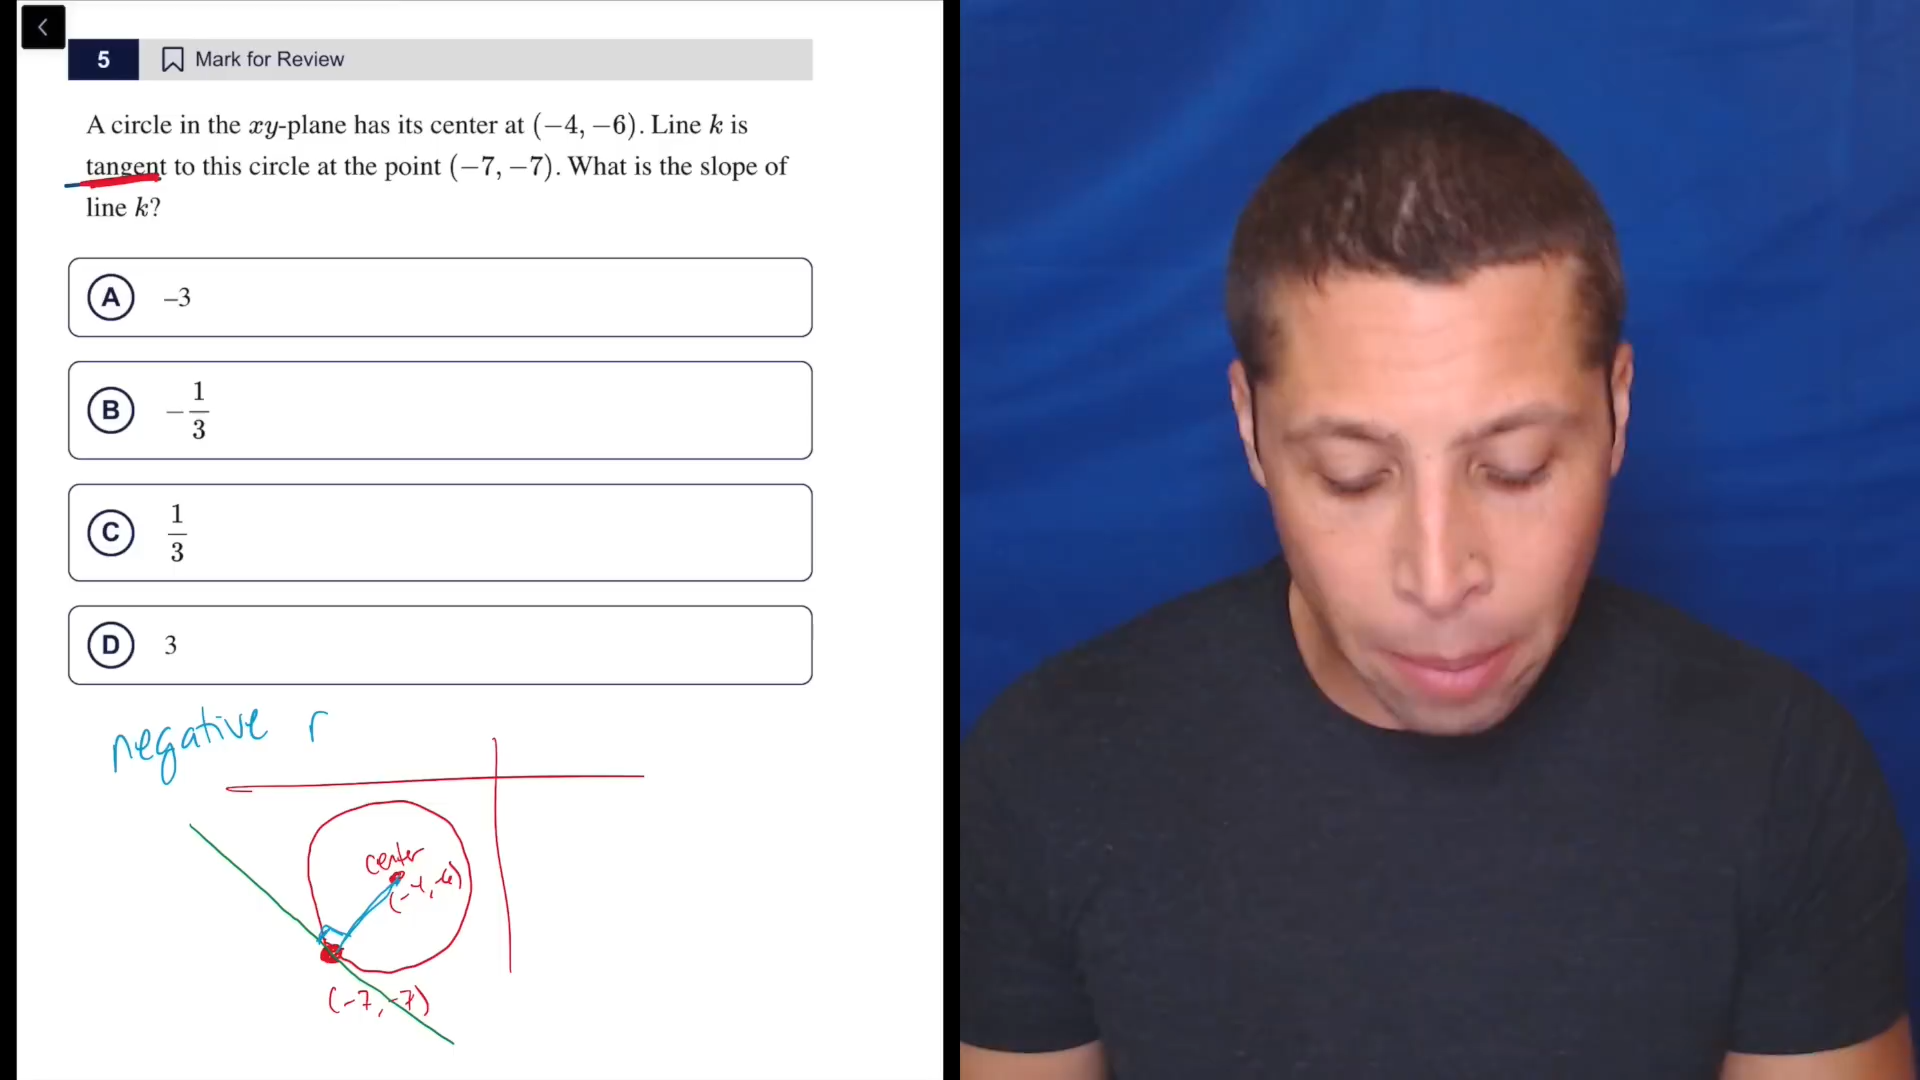 5 Mark for Review
A circle in the xy-plane has its center at (−4, −6). Line k is
tangent to this circle at the point (−7, −7). What is the slope of
line k?
A −3
B −1/3
C 1/3
D 3
negative r
center
(-4, -6)
(-7, -7)